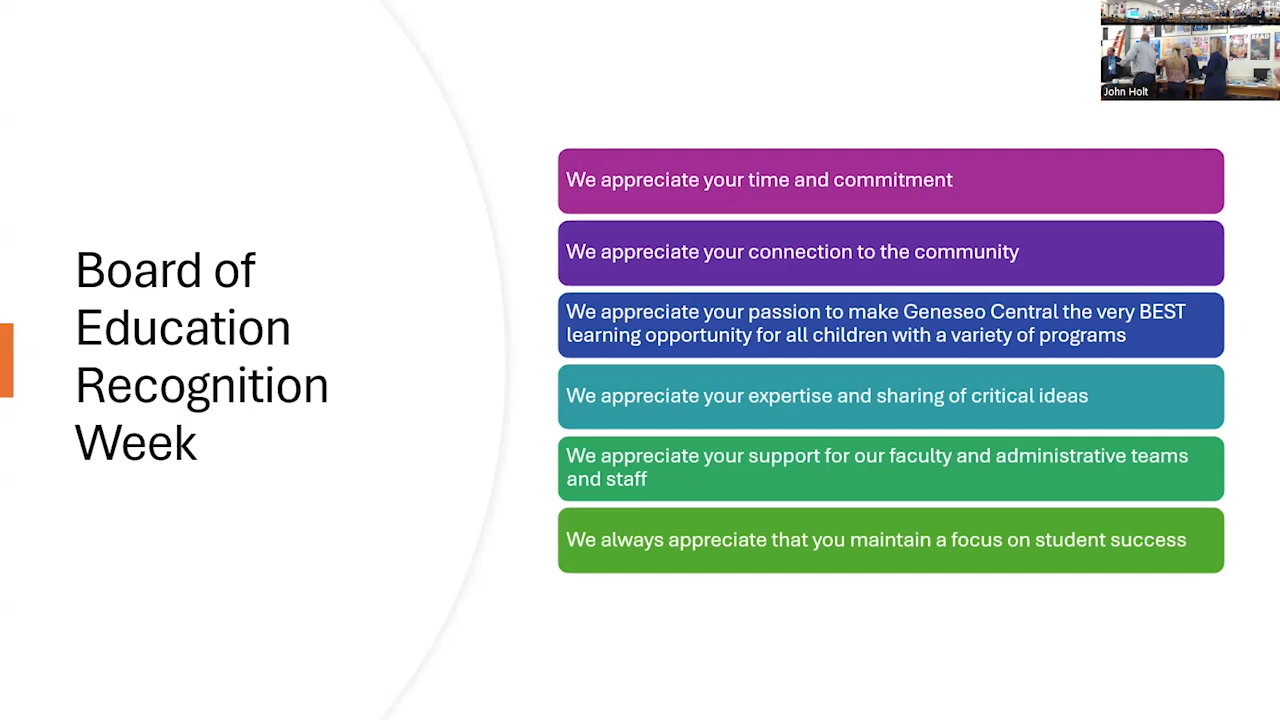 Board of
Education
Recognition
Week
We appreciate your time and commitment
We appreciate your connection to the community
We appreciate your passion to make Geneseo Central the very BEST
learning opportunity for all children with a variety of programs
We appreciate your expertise and sharing of critical ideas
We appreciate your support for our faculty and administrative teams
and staff
We always appreciate that you maintain a focus on student success
READ
John Holt